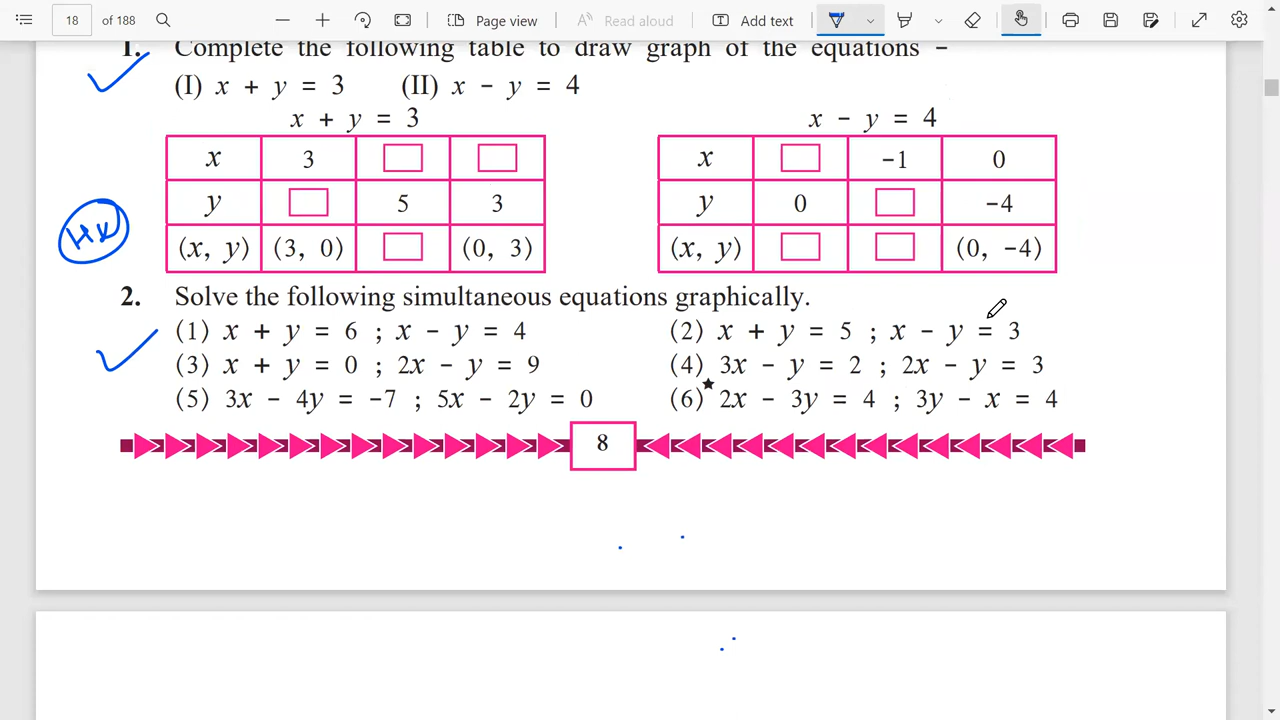 18 of 188 Page view Read aloud Add text
1. Complete the following table to draw graph of the equations -
(I) x + y = 3 (II) x - y = 4
x + y = 3 x - y = 4
x 3 x -1 0
y 5 3 y 0 -4
(x, y) (3, 0) (0, 3) (x, y) (0, -4)
HW
2. Solve the following simultaneous equations graphically.
(1) x + y = 6 ; x - y = 4 (2) x + y = 5 ; x - y = 3
(3) x + y = 0 ; 2x - y = 9 (4) 3x - y = 2 ; 2x - y = 3
(5) 3x - 4y = -7 ; 5x - 2y = 0 (6)★ 2x - 3y = 4 ; 3y - x = 4
8